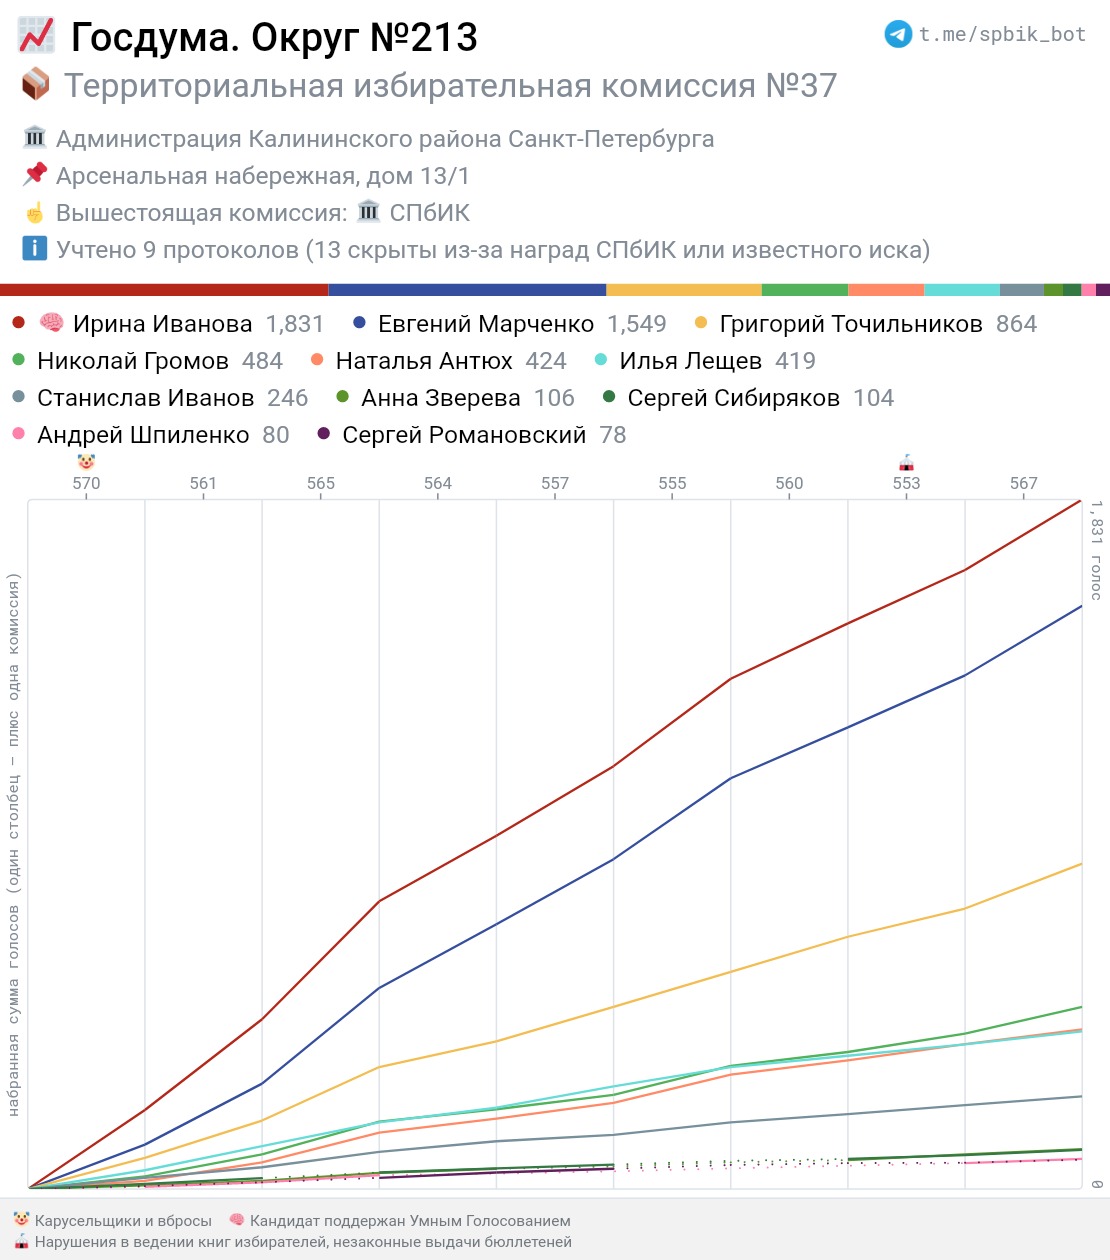 Госдума. Округ №213
t.me/spbik_bot
Территориальная избирательная комиссия №37
Администрация Калининского района Санкт-Петербурга
Арсенальная набережная, дом 13/1
Вышестоящая комиссия: СПбИК
Учтено 9 протоколов (13 скрыты из-за наград СПбИК или известного иска)
Ирина Иванова 1,831 Евгений Марченко 1,549 Григорий Точильников 864
Николай Громов 484 Наталья Антюх 424 Илья Лещев 419
Станислав Иванов 246 Анна Зверева 106 Сергей Сибиряков 104
Андрей Шпиленко 80 Сергей Романовский 78
570 561 565 564 557 555 560 553 567
1,831 голос
набранная сумма голосов (один столбец – плюс одна комиссия)
0
Карусельщики и вбросы Кандидат поддержан Умным Голосованием
Нарушения в ведении книг избирателей, незаконные выдачи бюллетеней